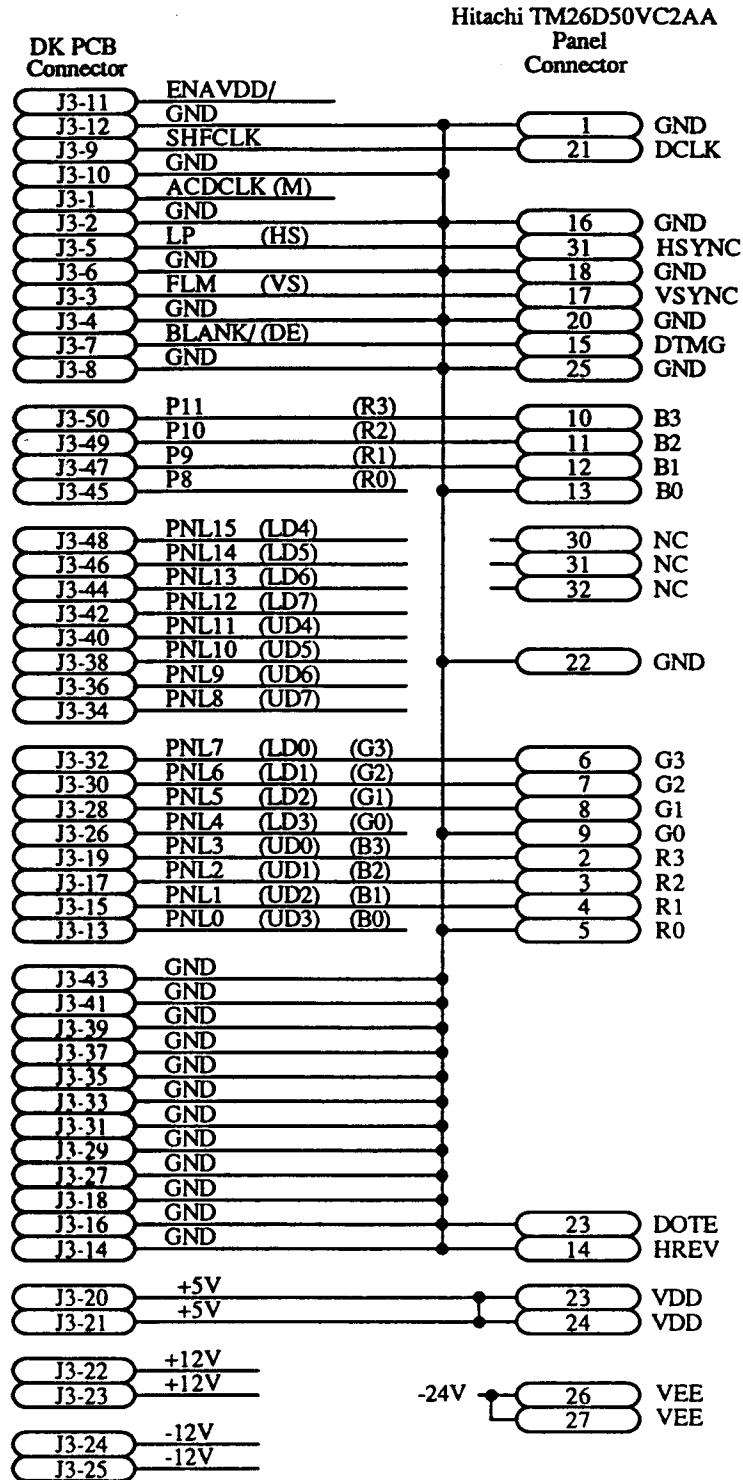 Hitachi TM26D50VC2AA
DK PCB Panel
Connector Connector
J3-11 ENAVDD/
J3-12 GND 1 GND
J3-9 SHFCLK 21 DCLK
J3-10 GND
J3-1 ACDCLK (M)
J3-2 GND 16 GND
J3-5 LP (HS) 31 HSYNC
J3-6 GND 18 GND
J3-3 FLM (VS) 17 VSYNC
J3-4 GND 20 GND
J3-7 BLANK/ (DE) 15 DTMG
J3-8 GND 25 GND
J3-50 P11 (R3) 10 B3
J3-49 P10 (R2) 11 B2
J3-47 P9 (R1) 12 B1
J3-45 P8 (R0) 13 B0
J3-48 PNL15 (LD4) 30 NC
J3-46 PNL14 (LD5) 31 NC
J3-44 PNL13 (LD6) 32 NC
J3-42 PNL12 (LD7)
J3-40 PNL11 (UD4)
J3-38 PNL10 (UD5) 22 GND
J3-36 PNL9 (UD6)
J3-34 PNL8 (UD7)
J3-32 PNL7 (LD0) (G3) 6 G3
J3-30 PNL6 (LD1) (G2) 7 G2
J3-28 PNL5 (LD2) (G1) 8 G1
J3-26 PNL4 (LD3) (G0) 9 G0
J3-19 PNL3 (UD0) (B3) 2 R3
J3-17 PNL2 (UD1) (B2) 3 R2
J3-15 PNL1 (UD2) (B1) 4 R1
J3-13 PNL0 (UD3) (B0) 5 R0
J3-43 GND
J3-41 GND
J3-39 GND
J3-37 GND
J3-35 GND
J3-33 GND
J3-31 GND
J3-29 GND
J3-27 GND
J3-18 GND
J3-16 GND 23 DOTE
J3-14 GND 14 HREV
J3-20 +5V 23 VDD
J3-21 +5V 24 VDD
J3-22 +12V
J3-23 +12V -24V 26 VEE
27 VEE
J3-24 -12V
J3-25 -12V